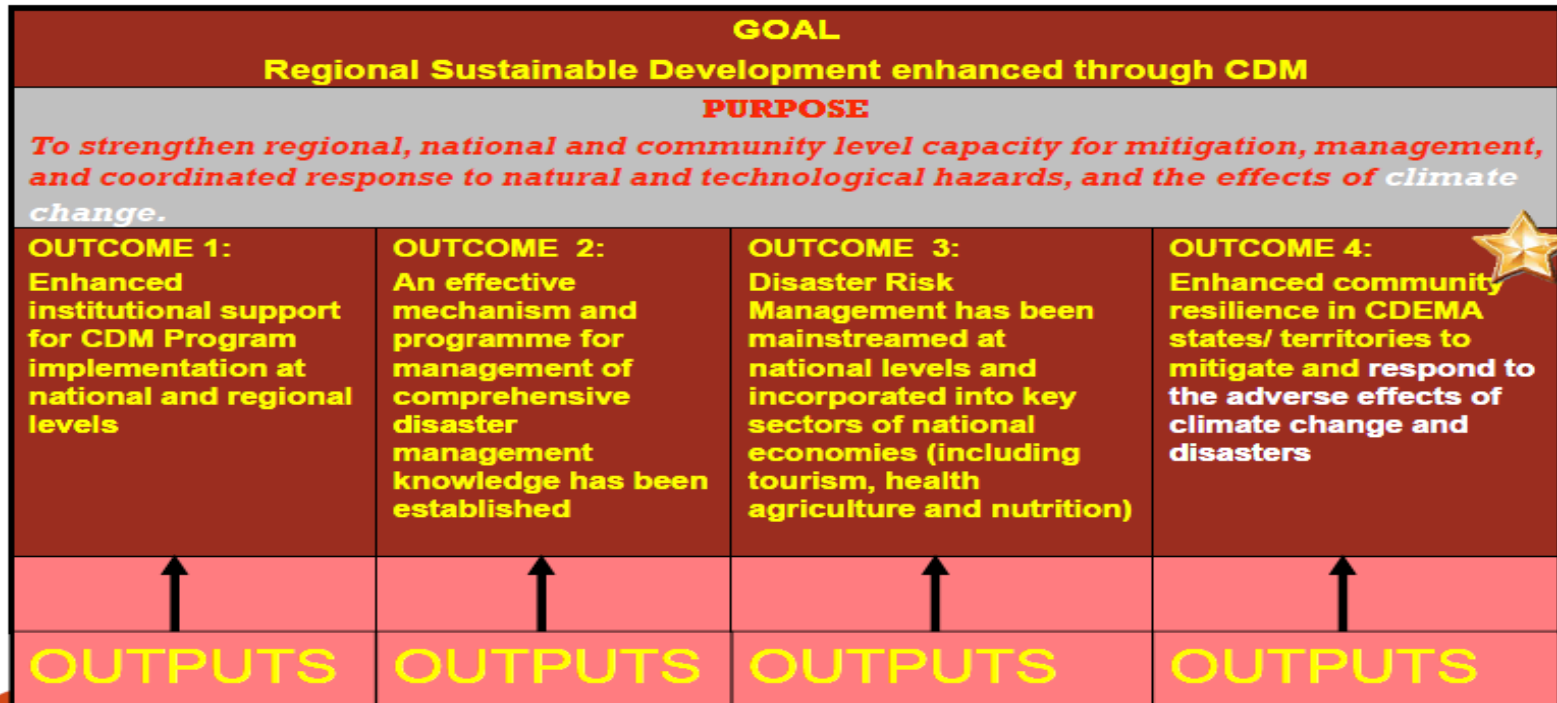 GOAL
Regional Sustainable Development enhanced through CDM
PURPOSE
To strengthen regional, national and community level capacity for mitigation, management,
and coordinated response to natural and technological hazards, and the effects of climate
change.
OUTCOME 1:
Enhanced
institutional support
for CDM Program
implementation at
national and regional
levels
OUTCOME 2:
An effective
mechanism and
programme for
management of
comprehensive
disaster
management
knowledge has been
established
OUTCOME 3:
Disaster Risk
Management has been
mainstreamed at
national levels and
incorporated into key
sectors of national
economies (including
tourism, health
agriculture and nutrition)
OUTCOME 4:
Enhanced community
resilience in CDEMA
states/ territories to
mitigate and respond to
the adverse effects of
climate change and
disasters
OUTPUTS
OUTPUTS
OUTPUTS
OUTPUTS